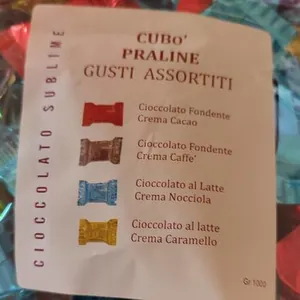 CUBO'
PRALINE
GUSTI ASSORTITI
CIOCCOLATO SUBLIME
Cioccolato Fondente
Crema Cacao
Cioccolato Fondente
Crema Caffe'
Cioccolato al Latte
Crema Nocciola
Cioccolato al latte
Crema Caramello
Gr 1000